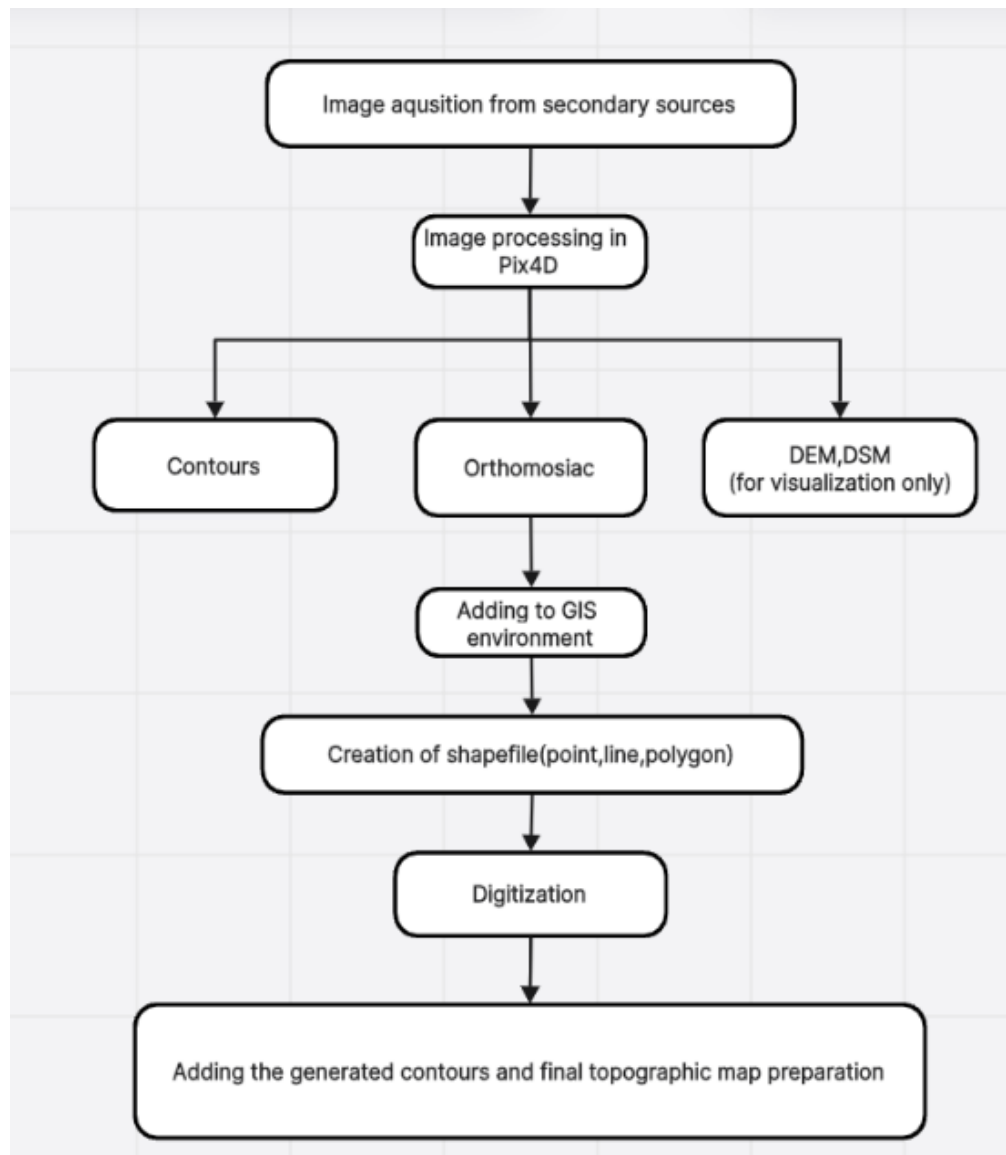 Image aqusition from secondary sources
Image processing in
Pix4D
Contours
Orthomosiac
DEM,DSM
(for visualization only)
Adding to GIS
environment
Creation of shapefile(point,line,polygon)
Digitization
Adding the generated contours and final topographic map preparation